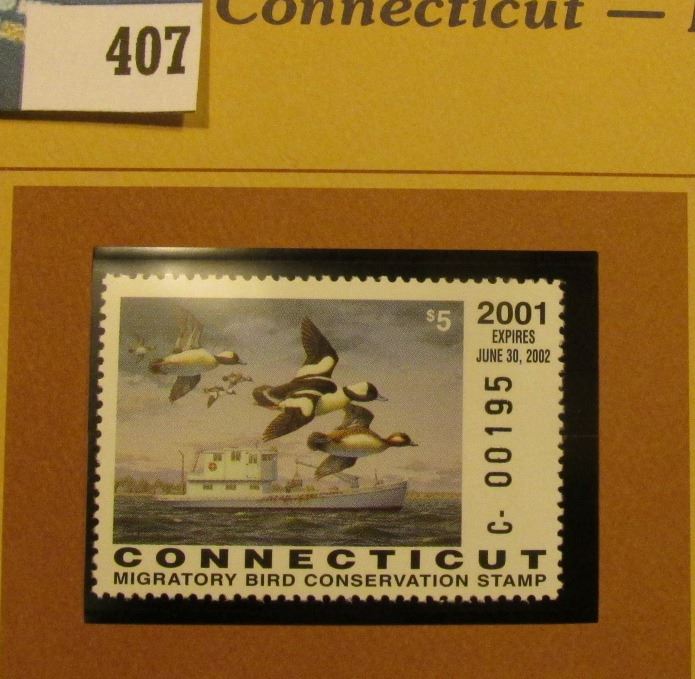 407
Connecticut —
$5
2001
EXPIRES
JUNE 30, 2002
C- 00195
CONNECTICUT
MIGRATORY BIRD CONSERVATION STAMP